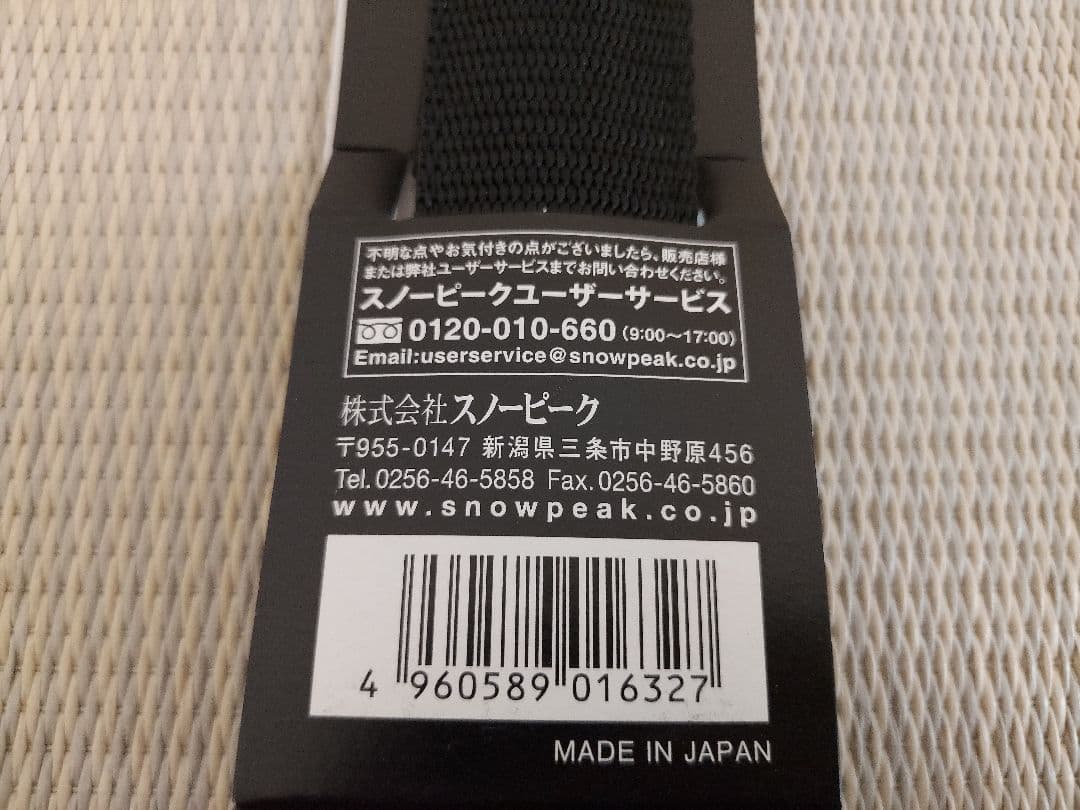 不明な点やお気付きの点がございましたら、販売店様
または弊社ユーザーサービスまでお問い合わせください。
スノーピークユーザーサービス
0120-010-660 (9:00〜17:00)
Email:userservice@snowpeak.co.jp
株式会社スノーピーク
〒955-0147 新潟県三条市中野原456
Tel.0256-46-5858 Fax.0256-46-5860
www.snowpeak.co.jp
4 960589 016327
MADE IN JAPAN